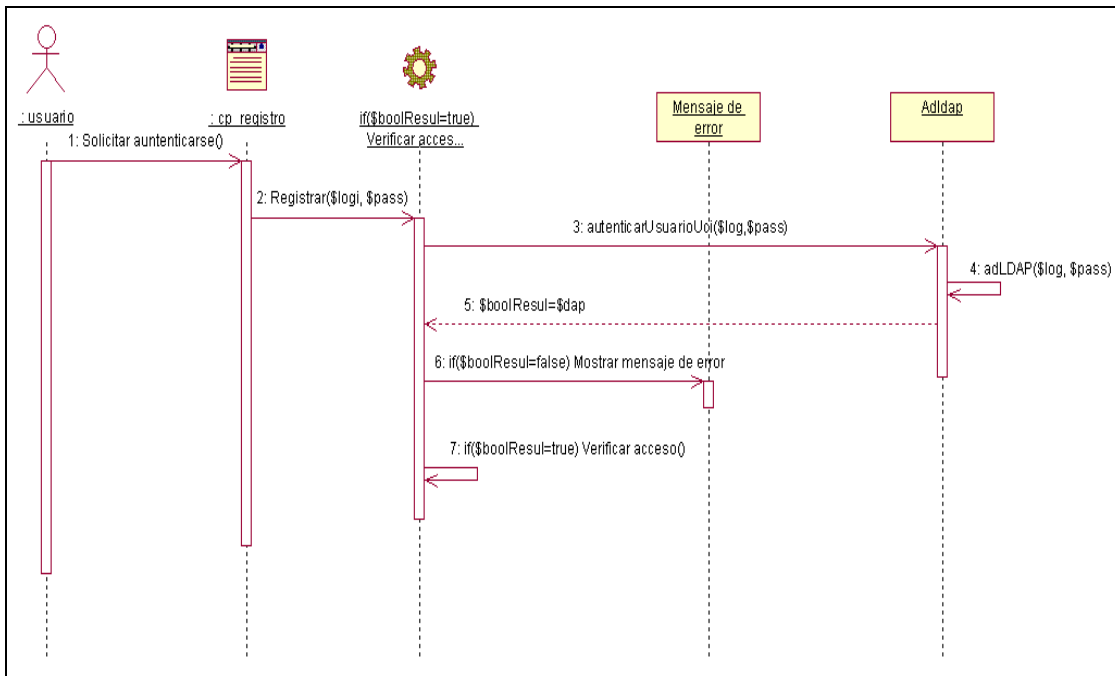 : usuario
: cp_registro
if($boolResul=true)
Verificar acces...
Mensaje de
error
Adldap
1: Solicitar auntenticarse()
2: Registrar($logi, $pass)
3: autenticarUsuarioUci($log,$pass)
4: adLDAP($log, $pass)
5: $boolResul=$dap
6: if($boolResul=false) Mostrar mensaje de error
7: if($boolResul=true) Verificar acceso()